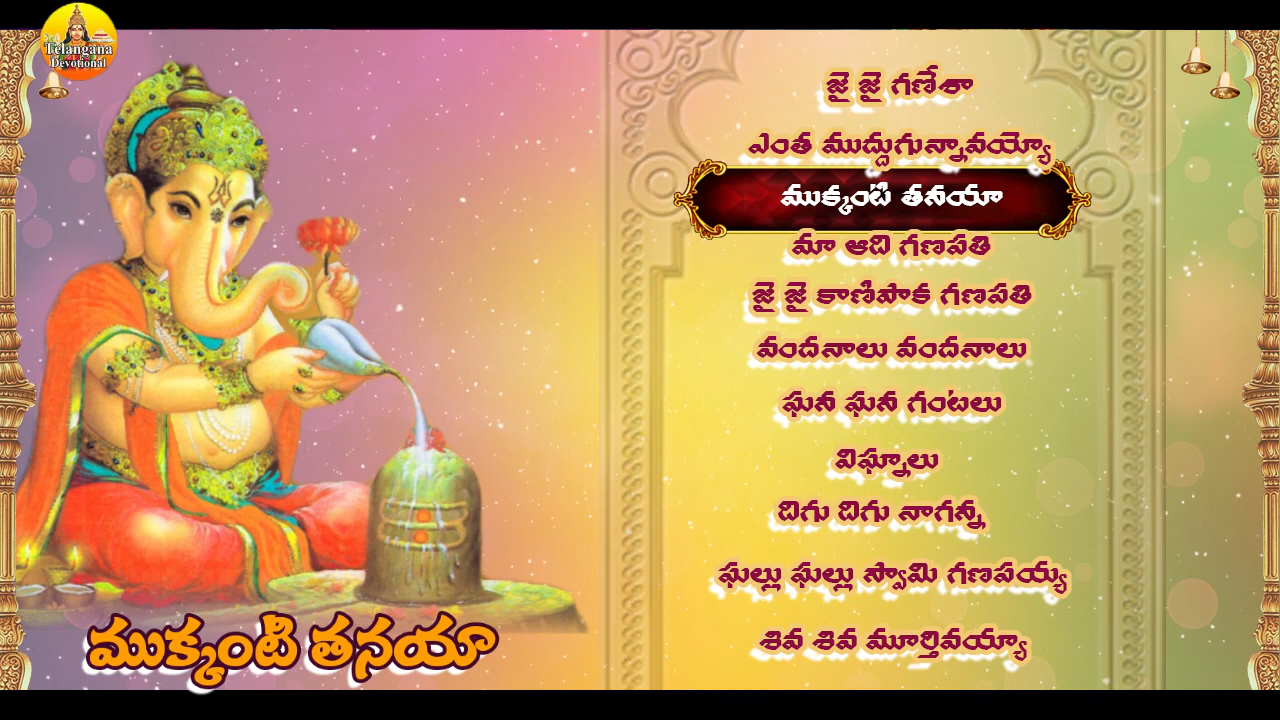 Telangana
Devotional
జై జై గణేశా
ఎంత ముద్దుగున్నావయ్యో
ముక్కంటి తనయా
మా ఆది గణపతి
జై జై కాణిపాక గణపతి
వందనాలు వందనాలు
ఘన ఘన గంటలు
విఘ్నాలు
దిగు దిగు నాగన్న
ఘల్లు ఘల్లు స్వామి గణపయ్య
శివ శివ మూర్తివయ్యా
ముక్కంటి తనయా